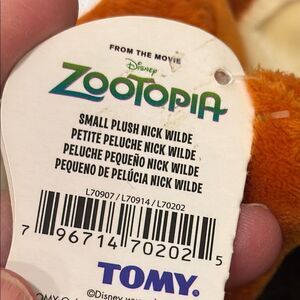 FROM THE MOVIE
Disney
ZOOTOPIA
SMALL PLUSH NICK WILDE
PETITE PELUCHE NICK WILDE
PELUCHE PEQUEÑO NICK WILDE
PEQUENO DE PELÚCIA NICK WILDE
L70907 / L70914 / L70202
7 96714 70202 5
TOMY.
©Disney